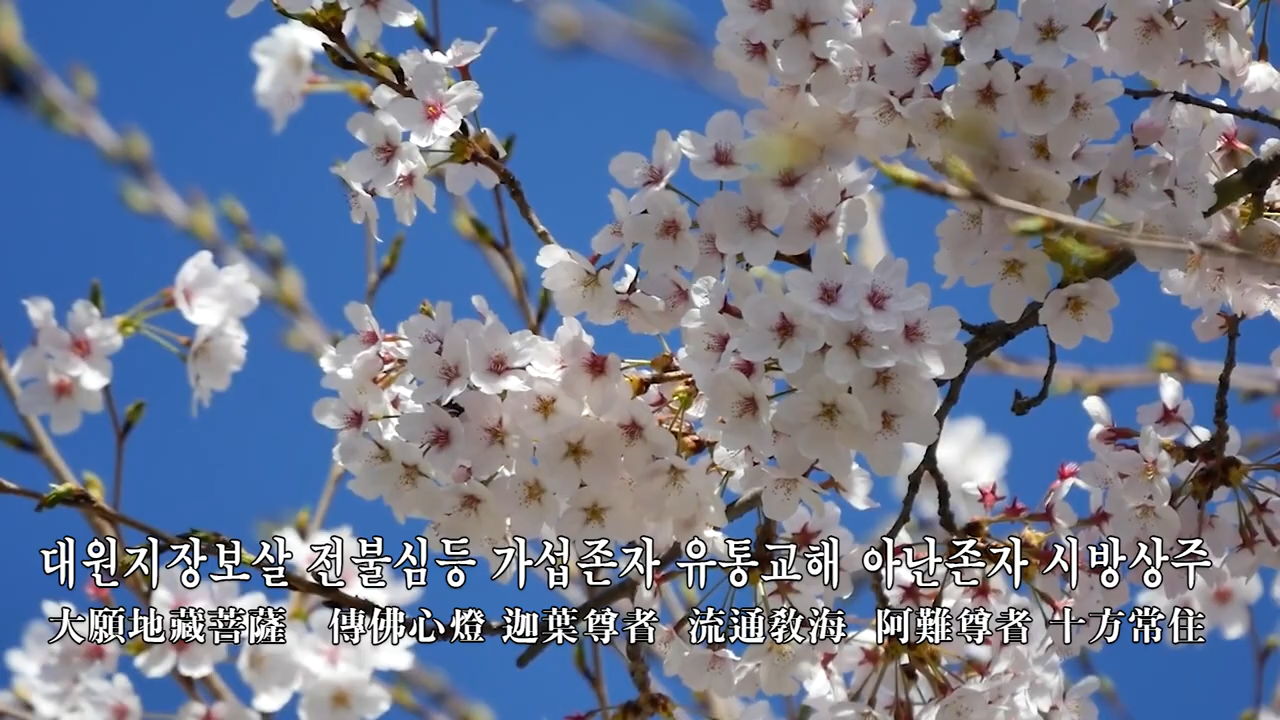 대원지장보살 전불심등 가섭존자 유통교해 아난존자 시방상주
大願地藏菩薩 傳佛心燈 迦葉尊者 流通敎海 阿難尊者 十方常住